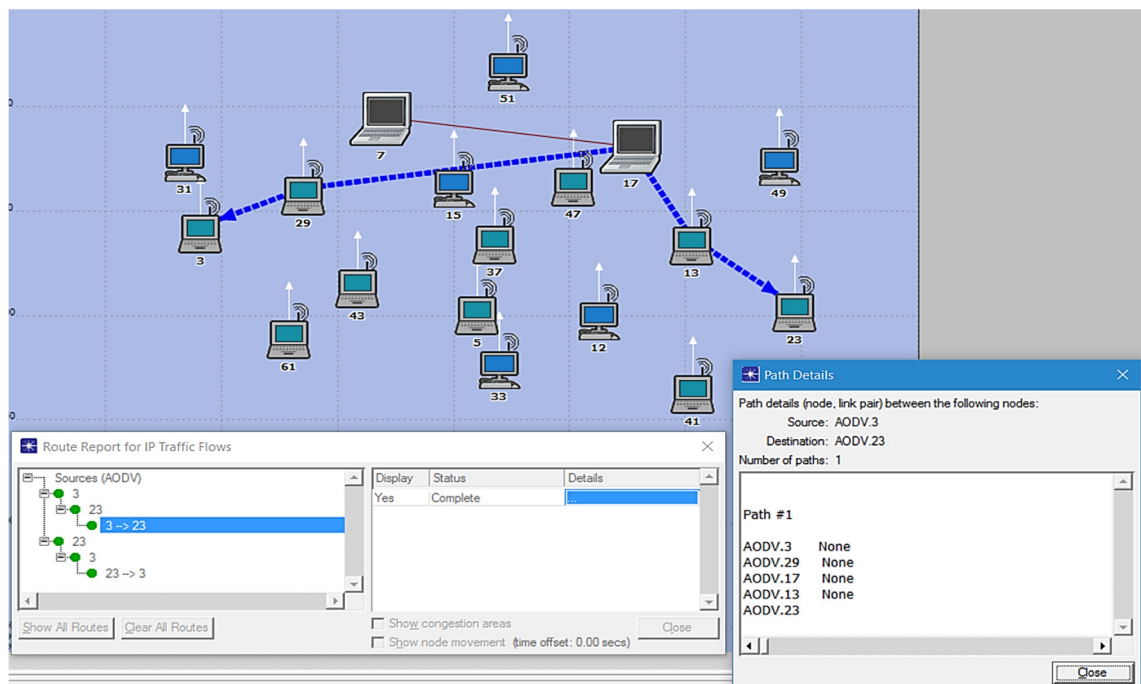 51
7
17
31
29
15
47
49
3
37
13
43
5
12
23
61
33
41
Route Report for IP Traffic Flows
Sources (AODV)
3
23
3 --> 23
23
3
23 --> 3
Display Status Details
Yes Complete ...
Show All Routes Clear All Routes
Show congestion areas
Show node movement (time offset: 0.00 secs)
Close
Path Details
Path details (node, link pair) between the following nodes:
Source: AODV.3
Destination: AODV.23
Number of paths: 1
Path #1
AODV.3 None
AODV.29 None
AODV.17 None
AODV.13 None
AODV.23
Close